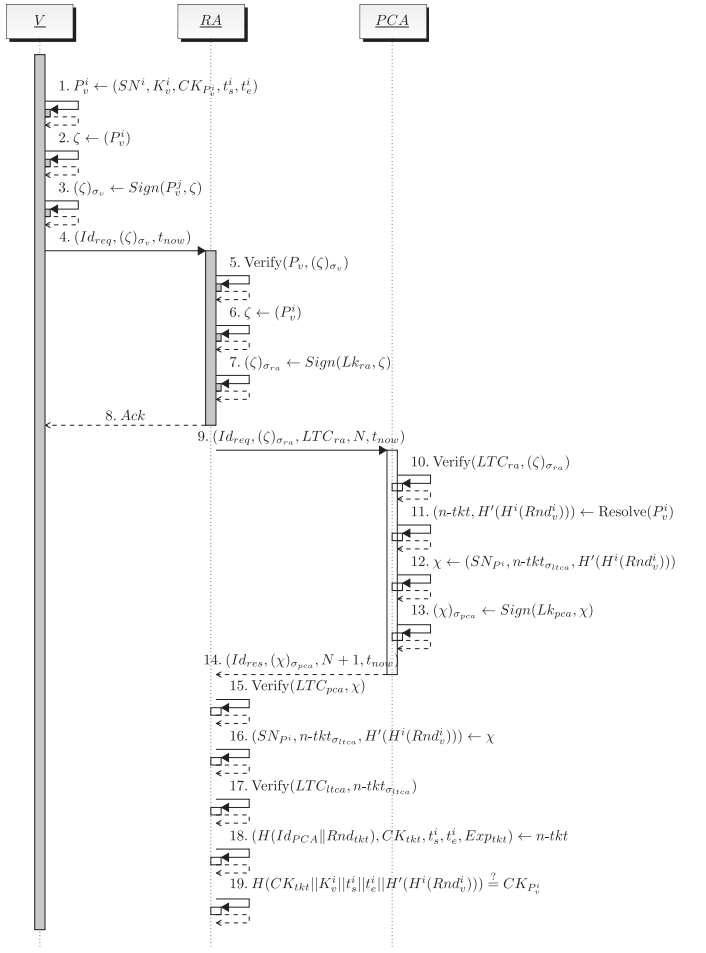 V RA PCA
1. P_v^i ← (SN^i, K_v^i, CK_{P_v^i}, t_s^i, t_e^i)
2. ζ ← (P_v^i)
3. (ζ)_{σ_v} ← Sign(P_v^j, ζ)
4. (Id_{req}, (ζ)_{σ_v}, t_{now})
5. Verify(P_v, (ζ)_{σ_v})
6. ζ ← (P_v^i)
7. (ζ)_{σ_{ra}} ← Sign(Lk_{ra}, ζ)
8. Ack
9. (Id_{req}, (ζ)_{σ_{ra}}, LTC_{ra}, N, t_{now})
10. Verify(LTC_{ra}, (ζ)_{σ_{ra}})
11. (n-tkt, H'(H^i(Rnd_v^i))) ← Resolve(P_v^i)
12. χ ← (SN_{P^i}, n-tkt_{σ_{ltca}}, H'(H^i(Rnd_v^i)))
13. (χ)_{σ_{pca}} ← Sign(Lk_{pca}, χ)
14. (Id_{res}, (χ)_{σ_{pca}}, N + 1, t_{now})
15. Verify(LTC_{pca}, χ)
16. (SN_{P^i}, n-tkt_{σ_{ltca}}, H'(H^i(Rnd_v^i))) ← χ
17. Verify(LTC_{ltca}, n-tkt_{σ_{ltca}})
18. (H(Id_{PCA}‖Rnd_{tkt}), CK_{tkt}, t_s^i, t_e^i, Exp_{tkt}) ← n-tkt
19. H(CK_{tkt}||K_v^i||t_s^i||t_e^i||H'(H^i(Rnd_v^i))) ≟ CK_{P_v^i}